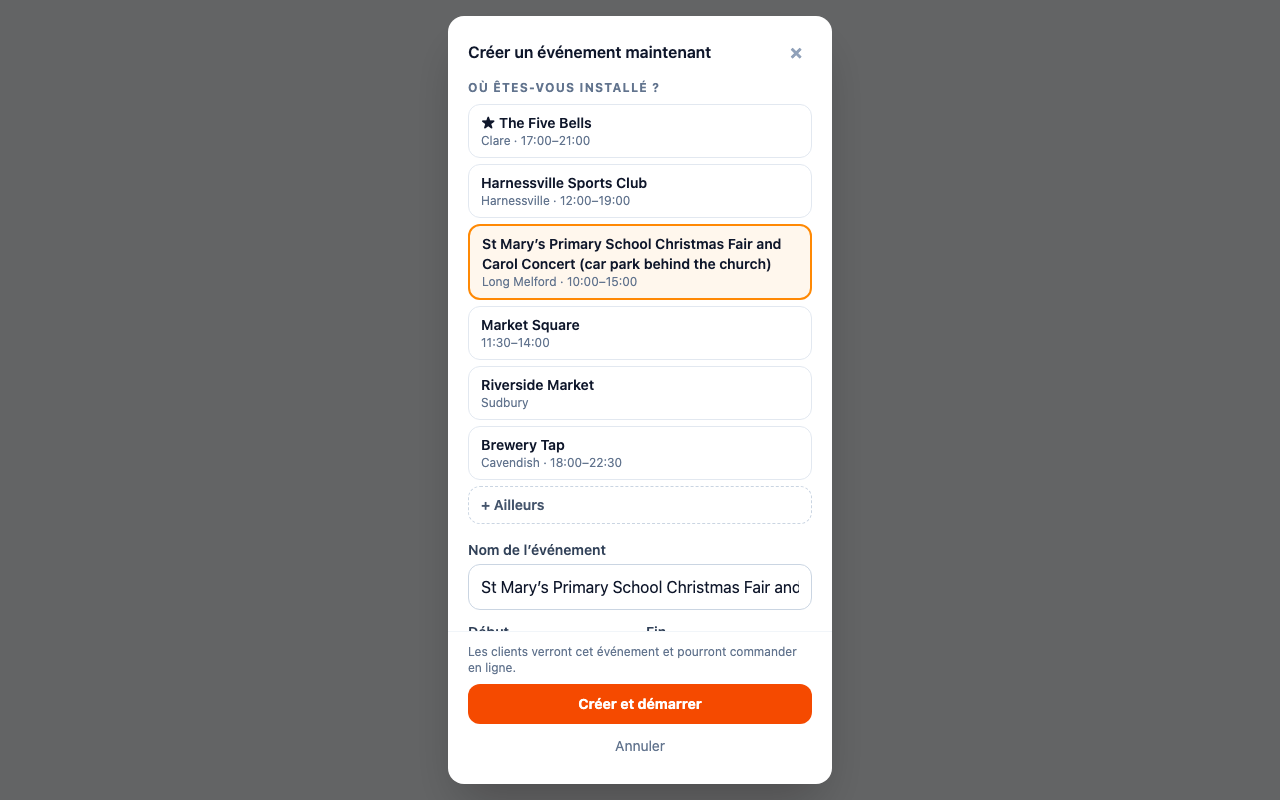 Créer un événement maintenant
OÙ ÊTES-VOUS INSTALLÉ ?
★ The Five Bells
Clare · 17:00–21:00
Harnessville Sports Club
Harnessville · 12:00–19:00
St Mary’s Primary School Christmas Fair and
Carol Concert (car park behind the church)
Long Melford · 10:00–15:00
Market Square
11:30–14:00
Riverside Market
Sudbury
Brewery Tap
Cavendish · 18:00–22:30
+ Ailleurs
Nom de l’événement
St Mary’s Primary School Christmas Fair and
Début Fin
Les clients verront cet événement et pourront commander
en ligne.
Créer et démarrer
Annuler